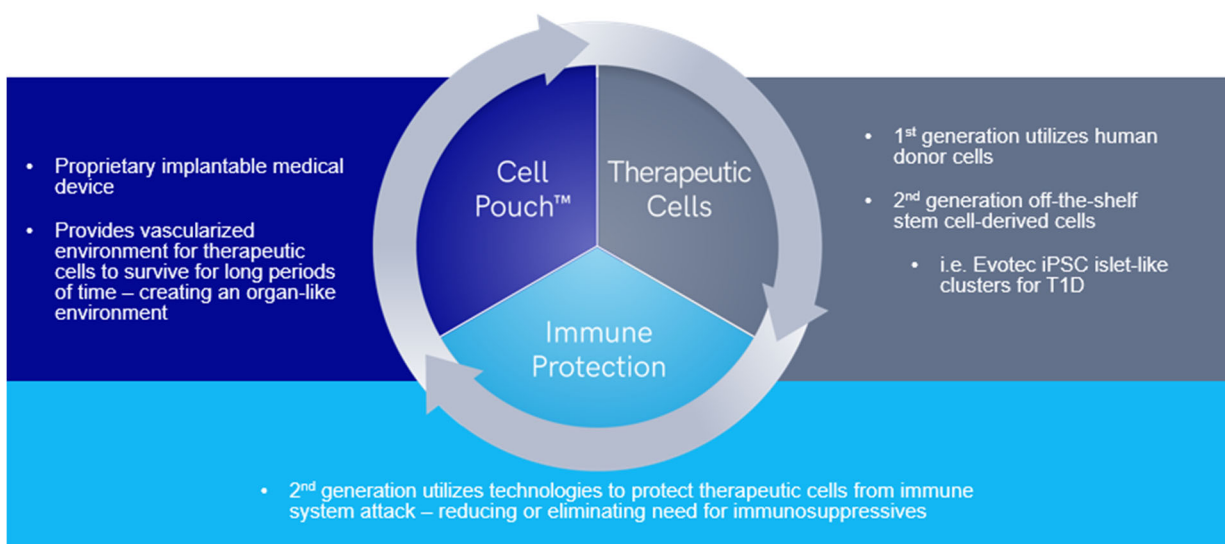 • Proprietary implantable medical
device
• Provides vascularized
environment for therapeutic
cells to survive for long periods
of time – creating an organ-like
environment
Cell
Pouch™
Therapeutic
Cells
Immune
Protection
• 1st generation utilizes human
donor cells
• 2nd generation off-the-shelf
stem cell-derived cells
• i.e. Evotec iPSC islet-like
clusters for T1D
• 2nd generation utilizes technologies to protect therapeutic cells from immune
system attack – reducing or eliminating need for immunosuppressives